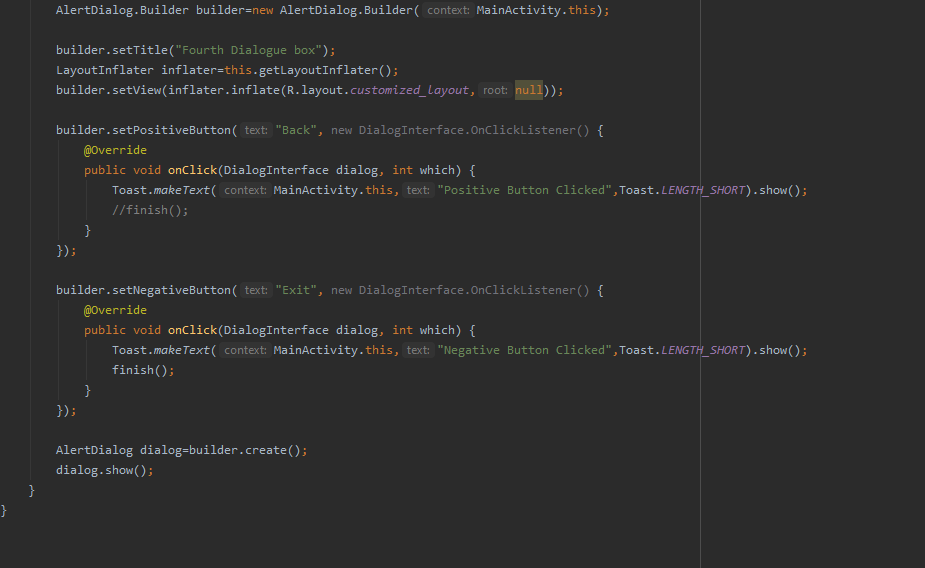 AlertDialog.Builder builder=new AlertDialog.Builder( context: MainActivity.this);
builder.setTitle("Fourth Dialogue box");
LayoutInflater inflater=this.getLayoutInflater();
builder.setView(inflater.inflate(R.layout.customized_layout, root: null));
builder.setPositiveButton( text: "Back", new DialogInterface.OnClickListener() {
@Override
public void onClick(DialogInterface dialog, int which) {
Toast.makeText( context: MainActivity.this, text: "Positive Button Clicked",Toast.LENGTH_SHORT).show();
//finish();
}
});
builder.setNegativeButton( text: "Exit", new DialogInterface.OnClickListener() {
@Override
public void onClick(DialogInterface dialog, int which) {
Toast.makeText( context: MainActivity.this, text: "Negative Button Clicked",Toast.LENGTH_SHORT).show();
finish();
}
});
AlertDialog dialog=builder.create();
dialog.show();
}
}